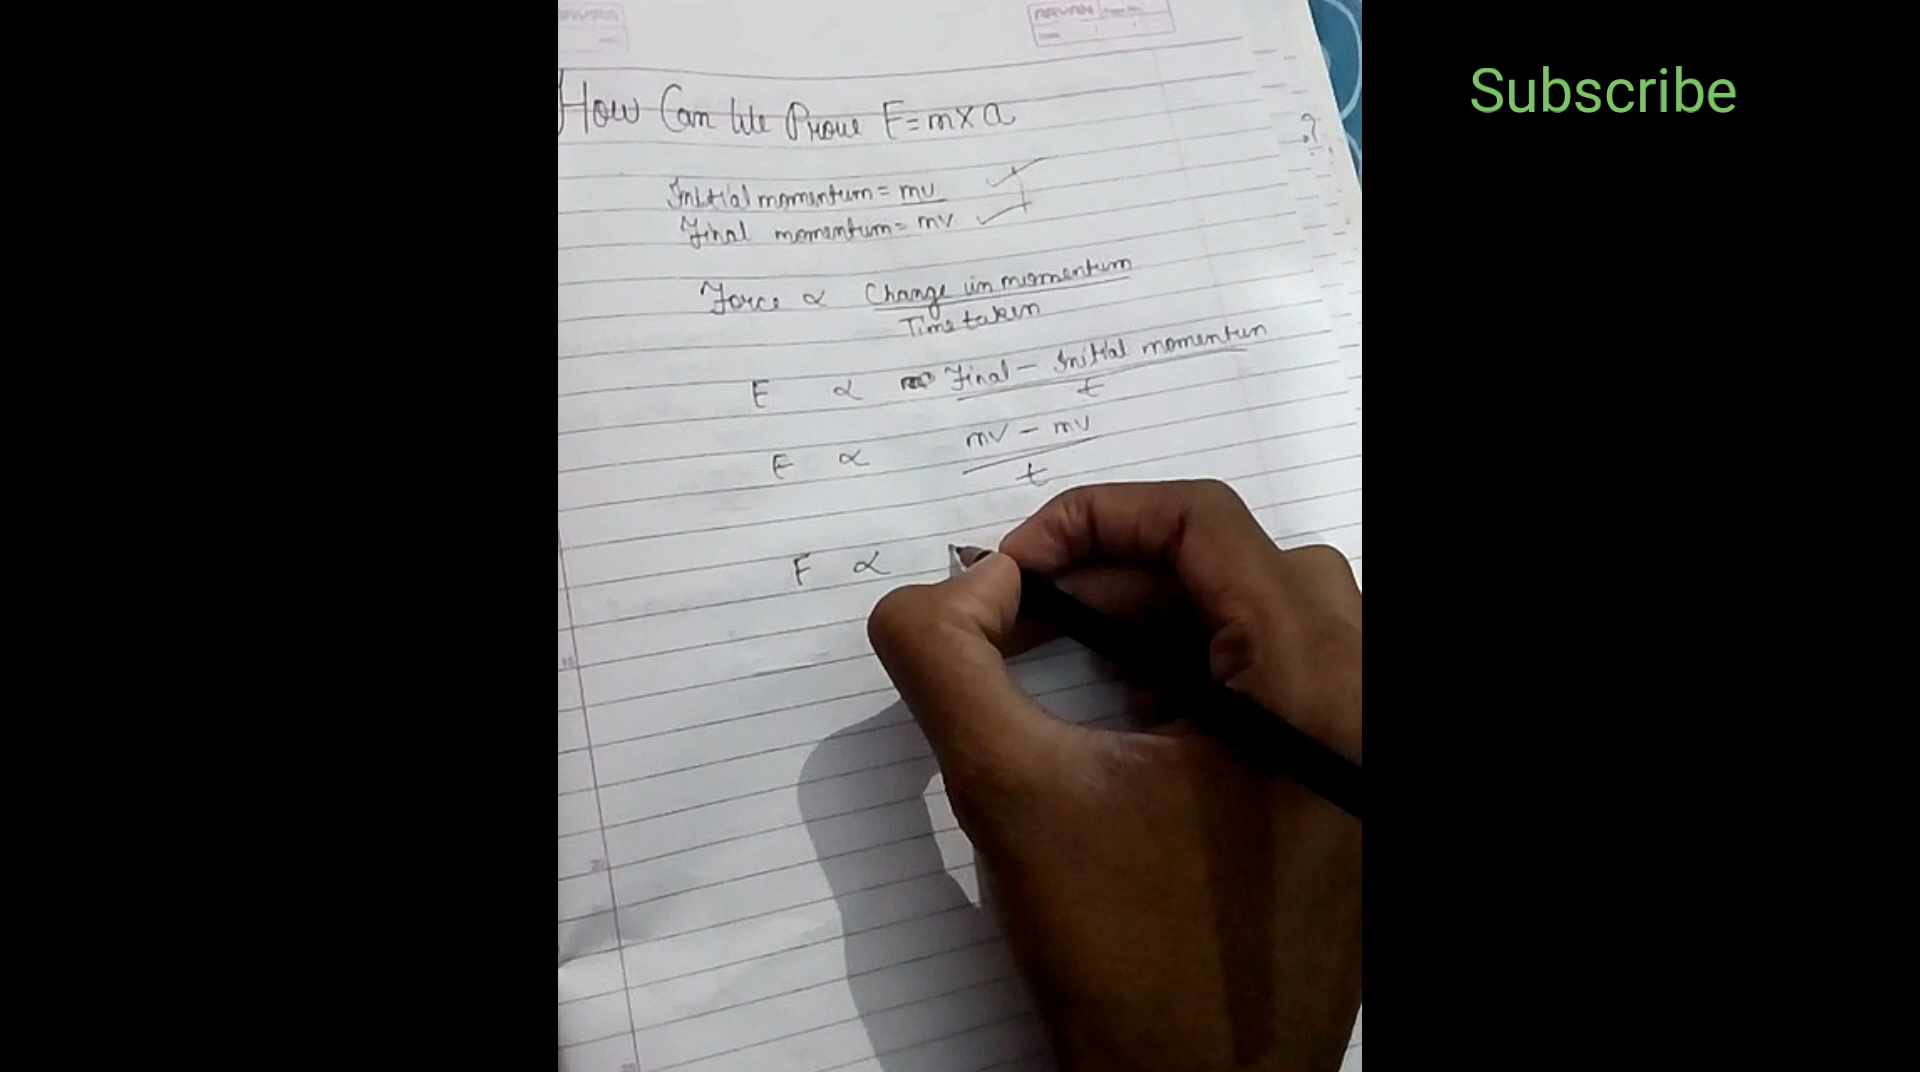 Subscribe
How Can We Prove F=m×a
?
Initial momentum = mu
Final momentum = mv
Force ∝ Change in momentum
Time taken
F ∝ Final - Initial momentum
t
F ∝ mv - mu
t
F ∝